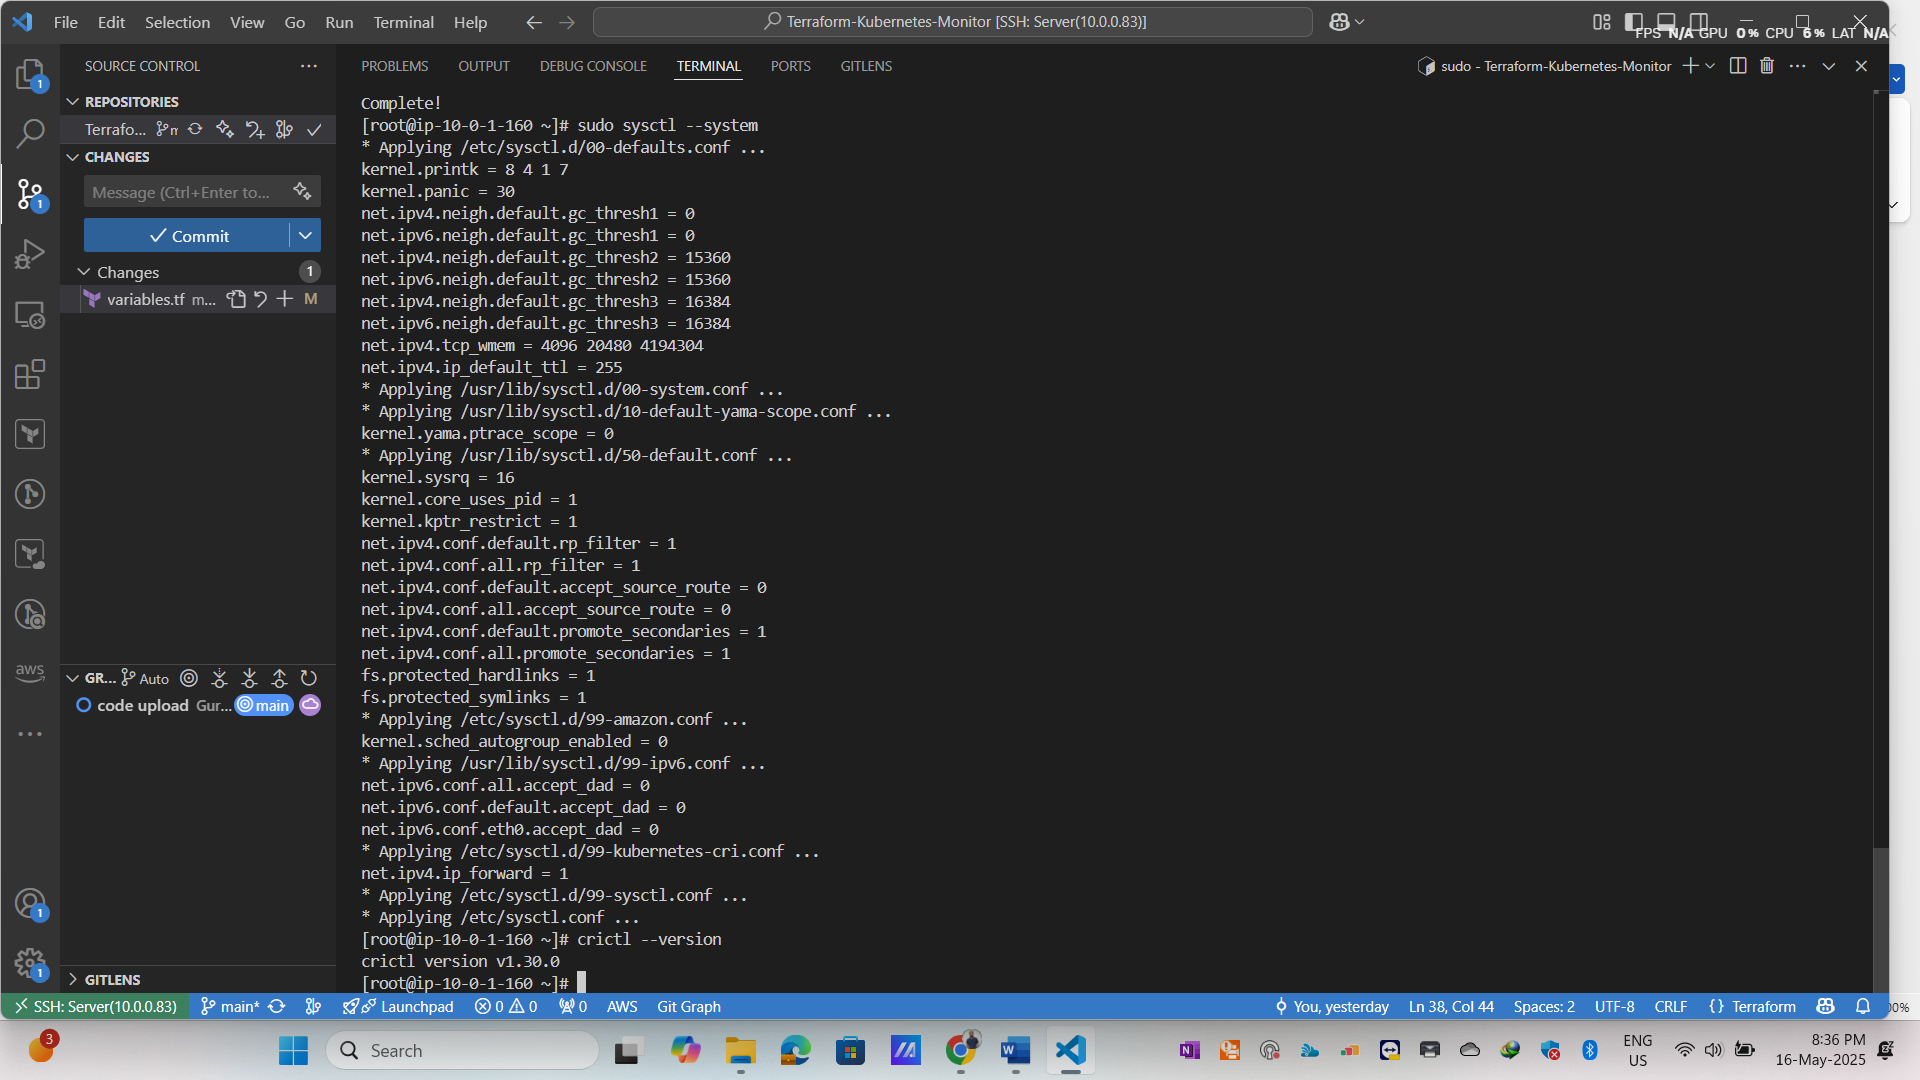 File Edit Selection View Go Run Terminal Help
Terraform-Kubernetes-Monitor [SSH: Server(10.0.0.83)]
FPS N/A GPU 0% CPU 6% LAT N/A
SOURCE CONTROL
PROBLEMS OUTPUT DEBUG CONSOLE TERMINAL PORTS GITLENS
sudo - Terraform-Kubernetes-Monitor
REPOSITORIES
Terrafo...
CHANGES
Message (Ctrl+Enter to...
Commit
Changes 1
variables.tf m... M
GR... Auto
code upload Gur... main
GITLENS
aws
1
1
1
1
Complete!
[root@ip-10-0-1-160 ~]# sudo sysctl --system
* Applying /etc/sysctl.d/00-defaults.conf ...
kernel.printk = 8 4 1 7
kernel.panic = 30
net.ipv4.neigh.default.gc_thresh1 = 0
net.ipv6.neigh.default.gc_thresh1 = 0
net.ipv4.neigh.default.gc_thresh2 = 15360
net.ipv6.neigh.default.gc_thresh2 = 15360
net.ipv4.neigh.default.gc_thresh3 = 16384
net.ipv6.neigh.default.gc_thresh3 = 16384
net.ipv4.tcp_wmem = 4096 20480 4194304
net.ipv4.ip_default_ttl = 255
* Applying /usr/lib/sysctl.d/00-system.conf ...
* Applying /usr/lib/sysctl.d/10-default-yama-scope.conf ...
kernel.yama.ptrace_scope = 0
* Applying /usr/lib/sysctl.d/50-default.conf ...
kernel.sysrq = 16
kernel.core_uses_pid = 1
kernel.kptr_restrict = 1
net.ipv4.conf.default.rp_filter = 1
net.ipv4.conf.all.rp_filter = 1
net.ipv4.conf.default.accept_source_route = 0
net.ipv4.conf.all.accept_source_route = 0
net.ipv4.conf.default.promote_secondaries = 1
net.ipv4.conf.all.promote_secondaries = 1
fs.protected_hardlinks = 1
fs.protected_symlinks = 1
* Applying /etc/sysctl.d/99-amazon.conf ...
kernel.sched_autogroup_enabled = 0
* Applying /usr/lib/sysctl.d/99-ipv6.conf ...
net.ipv6.conf.all.accept_dad = 0
net.ipv6.conf.default.accept_dad = 0
net.ipv6.conf.eth0.accept_dad = 0
* Applying /etc/sysctl.d/99-kubernetes-cri.conf ...
net.ipv4.ip_forward = 1
* Applying /etc/sysctl.d/99-sysctl.conf ...
* Applying /etc/sysctl.conf ...
[root@ip-10-0-1-160 ~]# crictl --version
crictl version v1.30.0
[root@ip-10-0-1-160 ~]#
SSH: Server(10.0.0.83) main* Launchpad 0 0 0 AWS Git Graph You, yesterday Ln 38, Col 44 Spaces: 2 UTF-8 CRLF {} Terraform
3 Search ENG US 8:36 PM
16-May-2025